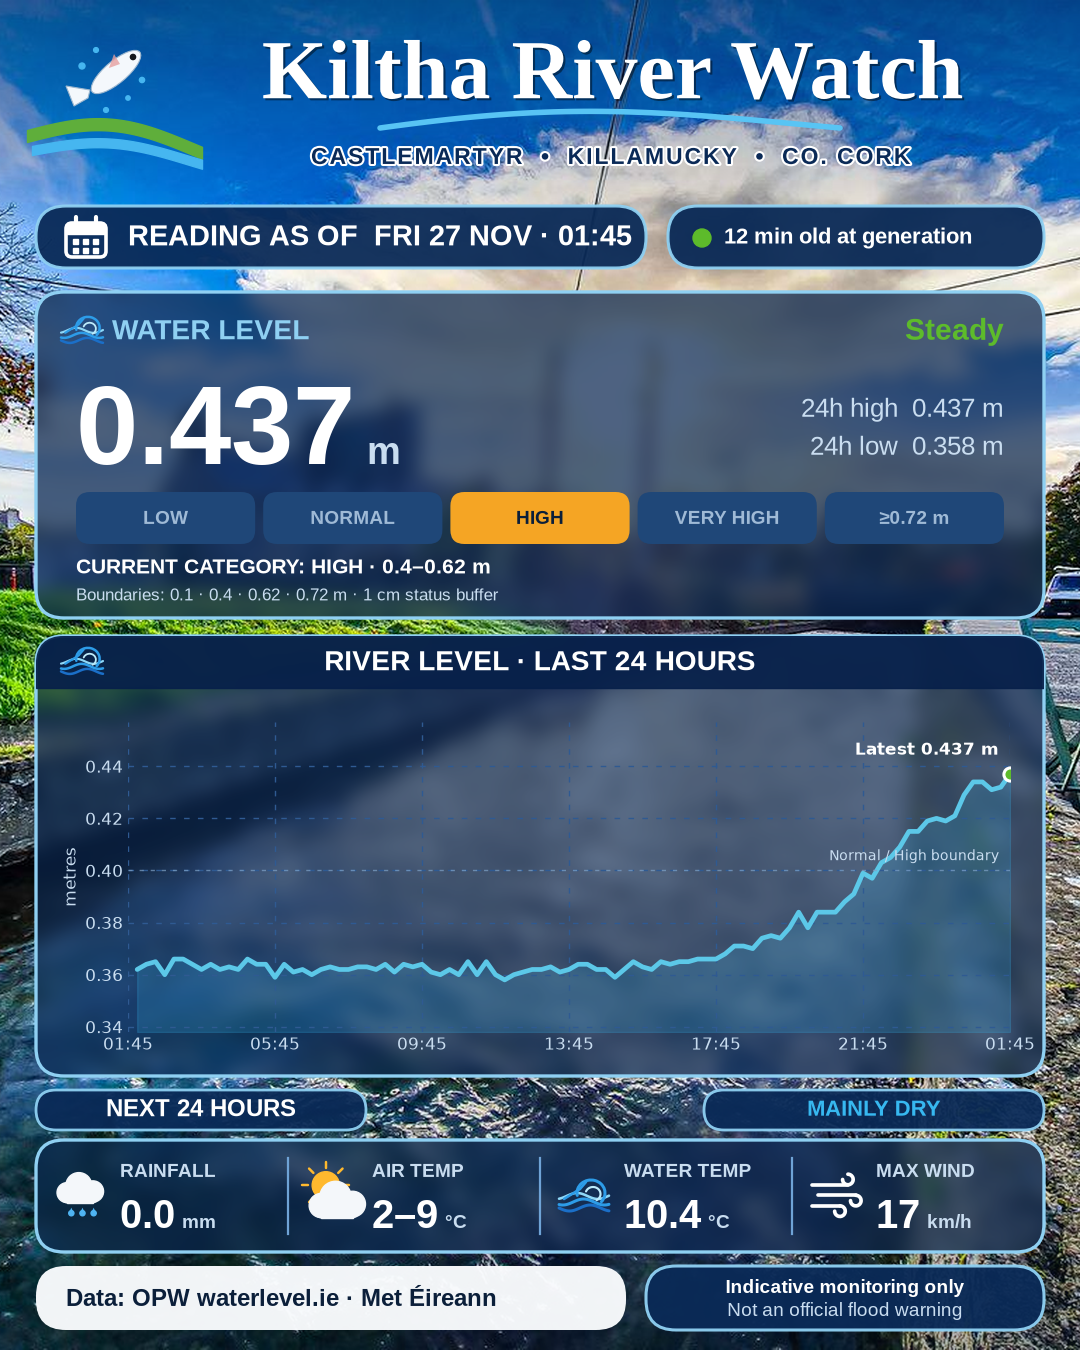 Kiltha River Watch
CASTLEMARTYR • KILLAMUCKY • CO. CORK
READING AS OF FRI 27 NOV · 01:45
12 min old at generation
WATER LEVEL
Steady
0.437 m
24h high 0.437 m
24h low 0.358 m
LOW
NORMAL
HIGH
VERY HIGH
≥0.72 m
CURRENT CATEGORY: HIGH · 0.4–0.62 m
Boundaries: 0.1 · 0.4 · 0.62 · 0.72 m · 1 cm status buffer
RIVER LEVEL · LAST 24 HOURS
Latest 0.437 m
Normal / High boundary
metres
0.44
0.42
0.40
0.38
0.36
0.34
01:45 05:45 09:45 13:45 17:45 21:45 01:45
NEXT 24 HOURS
MAINLY DRY
RAINFALL
0.0 mm
AIR TEMP
2–9 °C
WATER TEMP
10.4 °C
MAX WIND
17 km/h
Data: OPW waterlevel.ie · Met Éireann
Indicative monitoring only
Not an official flood warning